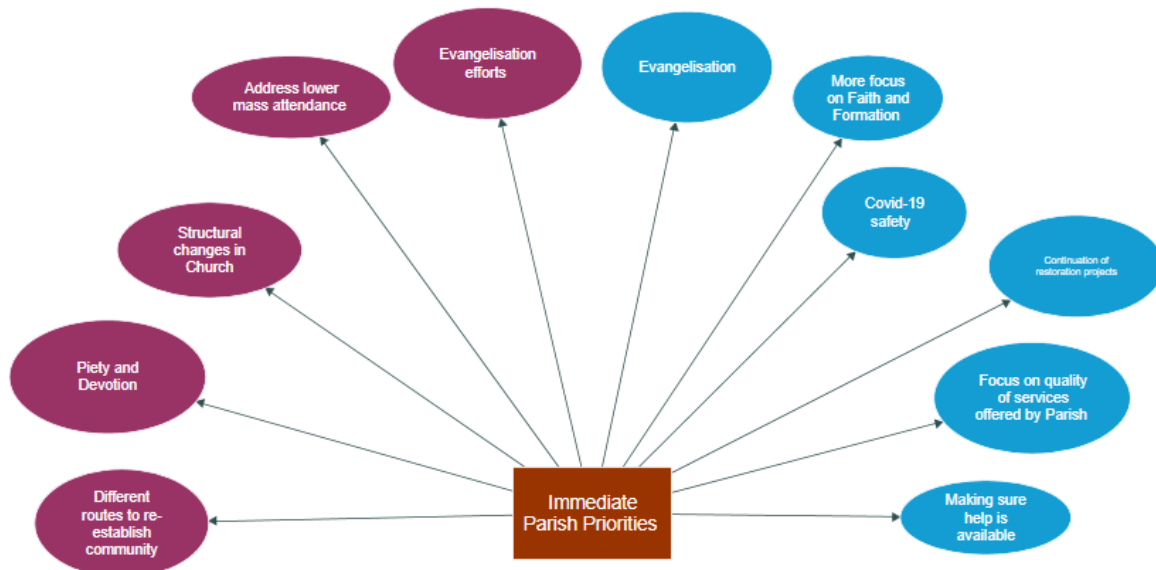 Evangelisation
efforts
Evangelisation
Address lower
mass attendance
More focus
on Faith and
Formation
Covid-19
safety
Structural
changes in
Church
Continuation of
restoration projects
Piety and
Devotion
Focus on quality
of services
offered by Parish
Different
routes to re-
establish
community
Immediate
Parish Priorities
Making sure
help is
available